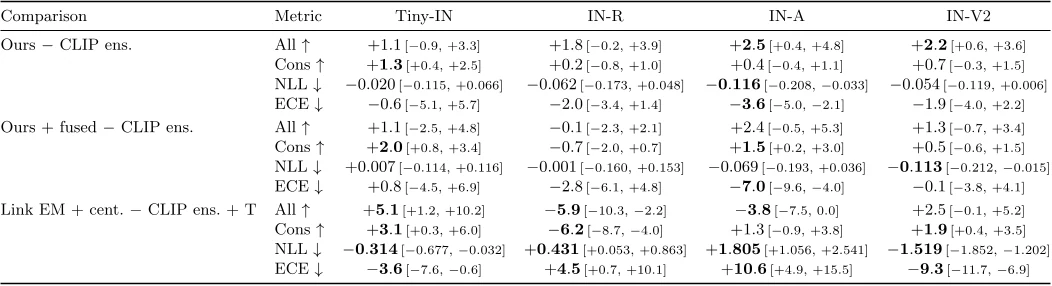 Comparison Metric Tiny-IN IN-R IN-A IN-V2
Ours − CLIP ens. All ↑ +1.1 [−0.9, +3.3] +1.8 [−0.2, +3.9] +2.5 [+0.4, +4.8] +2.2 [+0.6, +3.6]
Cons ↑ +1.3 [+0.4, +2.5] +0.2 [−0.8, +1.0] +0.4 [−0.4, +1.1] +0.7 [−0.3, +1.5]
NLL ↓ −0.020 [−0.115, +0.066] −0.062 [−0.173, +0.048] −0.116 [−0.208, −0.033] −0.054 [−0.119, +0.006]
ECE ↓ −0.6 [−5.1, +5.7] −2.0 [−3.4, +1.4] −3.6 [−5.0, −2.1] −1.9 [−4.0, +2.2]
Ours + fused − CLIP ens. All ↑ +1.1 [−2.5, +4.8] −0.1 [−2.3, +2.1] +2.4 [−0.5, +5.3] +1.3 [−0.7, +3.4]
Cons ↑ +2.0 [+0.8, +3.4] −0.7 [−2.0, +0.7] +1.5 [+0.2, +3.0] +0.5 [−0.6, +1.5]
NLL ↓ +0.007 [−0.114, +0.116] −0.001 [−0.160, +0.153] −0.069 [−0.193, +0.036] −0.113 [−0.212, −0.015]
ECE ↓ +0.8 [−4.5, +6.9] −2.8 [−6.1, +4.8] −7.0 [−9.6, −4.0] −0.1 [−3.8, +4.1]
Link EM + cent. − CLIP ens. + T All ↑ +5.1 [+1.2, +10.2] −5.9 [−10.3, −2.2] −3.8 [−7.5, 0.0] +2.5 [−0.1, +5.2]
Cons ↑ +3.1 [+0.3, +6.0] −6.2 [−8.7, −4.0] +1.3 [−0.9, +3.8] +1.9 [+0.4, +3.5]
NLL ↓ −0.314 [−0.677, −0.032] +0.431 [+0.053, +0.863] +1.805 [+1.056, +2.541] −1.519 [−1.852, −1.202]
ECE ↓ −3.6 [−7.6, −0.6] +4.5 [+0.7, +10.1] +10.6 [+4.9, +15.5] −9.3 [−11.7, −6.9]